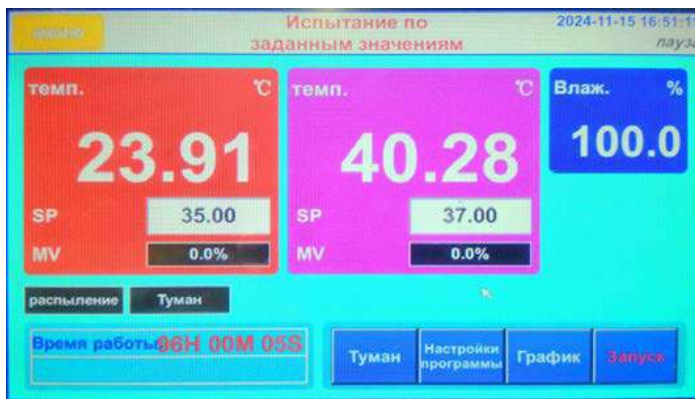 Испытание по
заданным значениям
2024-11-15 16:51:1
пауз
темп. ℃
23.91
SP 35.00
MV 0.0%
темп. ℃
40.28
SP 37.00
MV 0.0%
Влаж. %
100.0
распыление Туман
Время работы 96H 00M 05S
Туман
Настройки
программы
График
Запуск